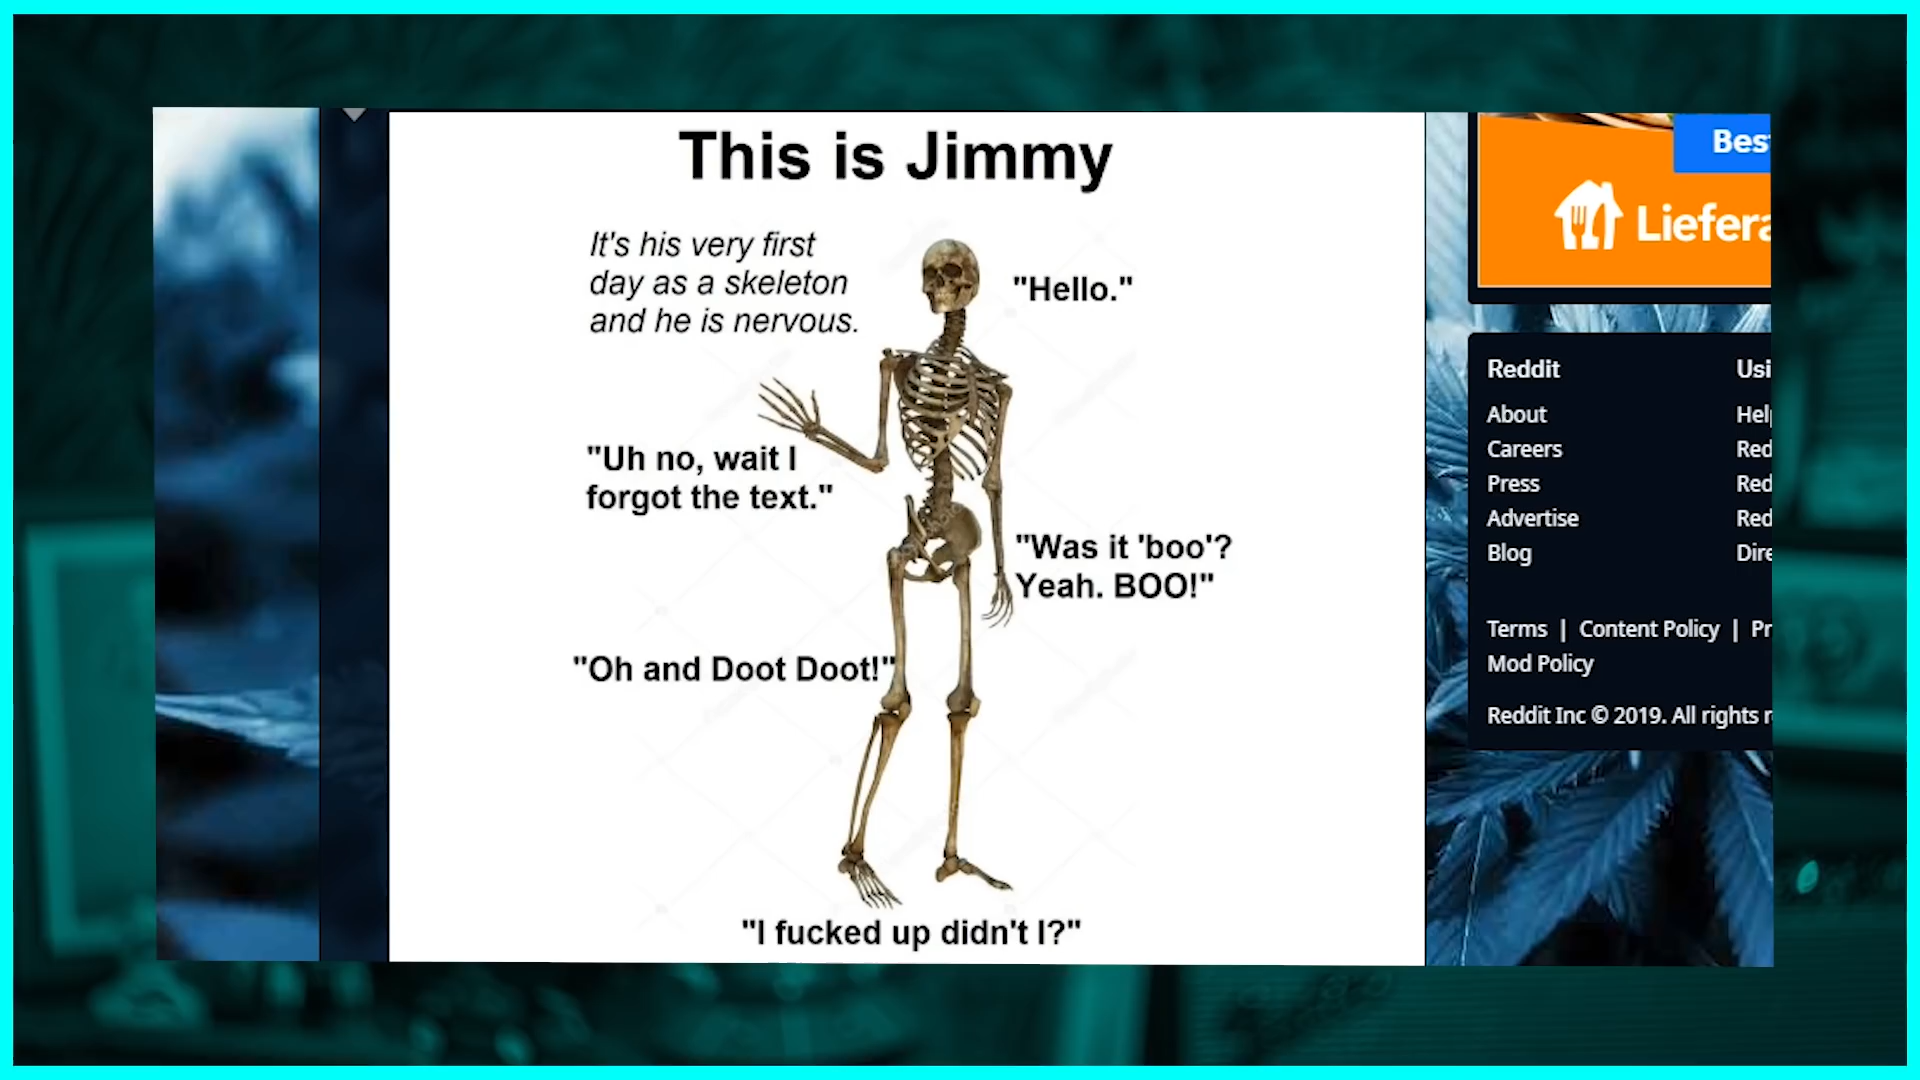 This is Jimmy
It's his very first
day as a skeleton
and he is nervous.
"Hello."
"Uh no, wait I
forgot the text."
"Was it 'boo'?
Yeah. BOO!"
"Oh and Doot Doot!"
"I fucked up didn't I?"
Reddit
About
Careers
Press
Advertise
Blog
Terms | Content Policy |
Mod Policy
Reddit Inc © 2019. All rights